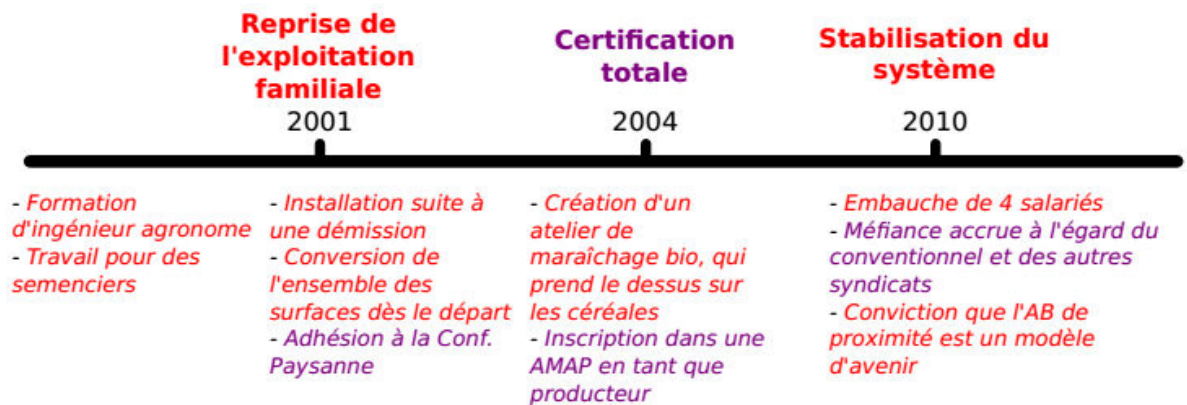 Reprise de
l'exploitation
familiale
2001
Certification
totale
2004
Stabilisation du
système
2010
- Formation
d'ingénieur agronome
- Travail pour des
semenciers
- Installation suite à
une démission
- Conversion de
l'ensemble des
surfaces dès le départ
- Adhésion à la Conf.
Paysanne
- Création d'un
atelier de
maraîchage bio, qui
prend le dessus sur
les céréales
- Inscription dans une
AMAP en tant que
producteur
- Embauche de 4 salariés
- Méfiance accrue à l'égard du
conventionnel et des autres
syndicats
- Conviction que l'AB de
proximité est un modèle
d'avenir